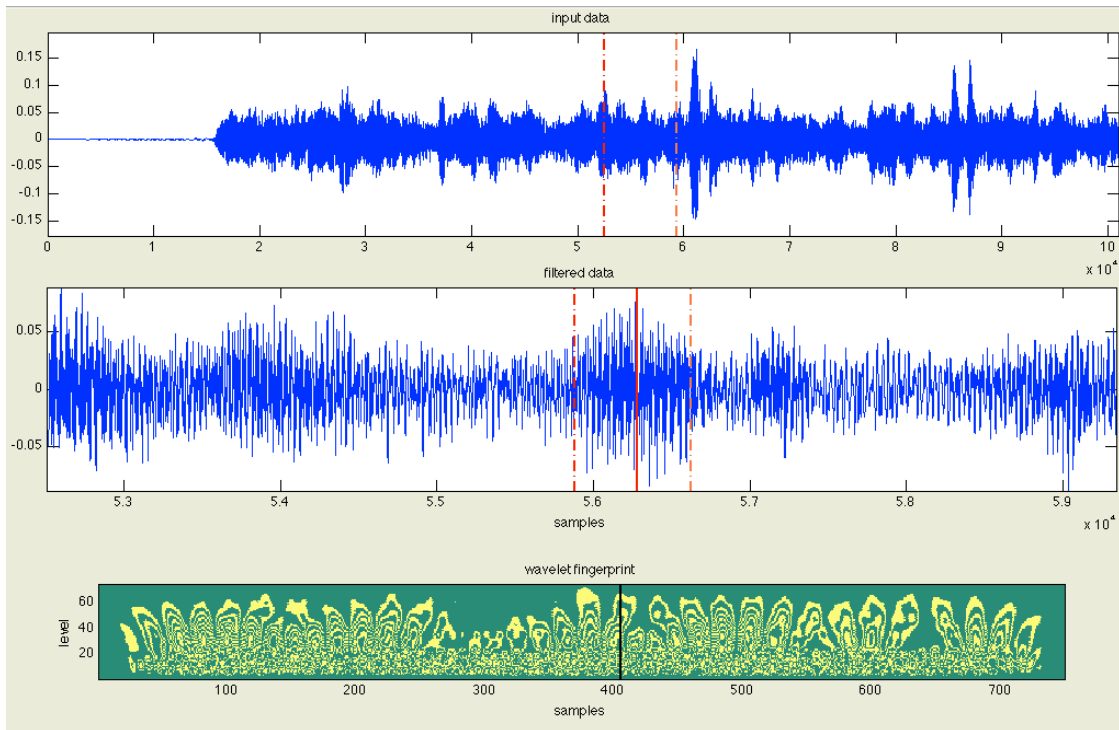 input data
0.15
0.1
0.05
0
-0.05
-0.1
-0.15
0 1 2 3 4 5 6 7 8 9 10
x 10⁴
filtered data
0.05
0
-0.05
5.3 5.4 5.5 5.6 5.7 5.8 5.9
samples
x 10⁴
wavelet fingerprint
level
60
40
20
100 200 300 400 500 600 700
samples